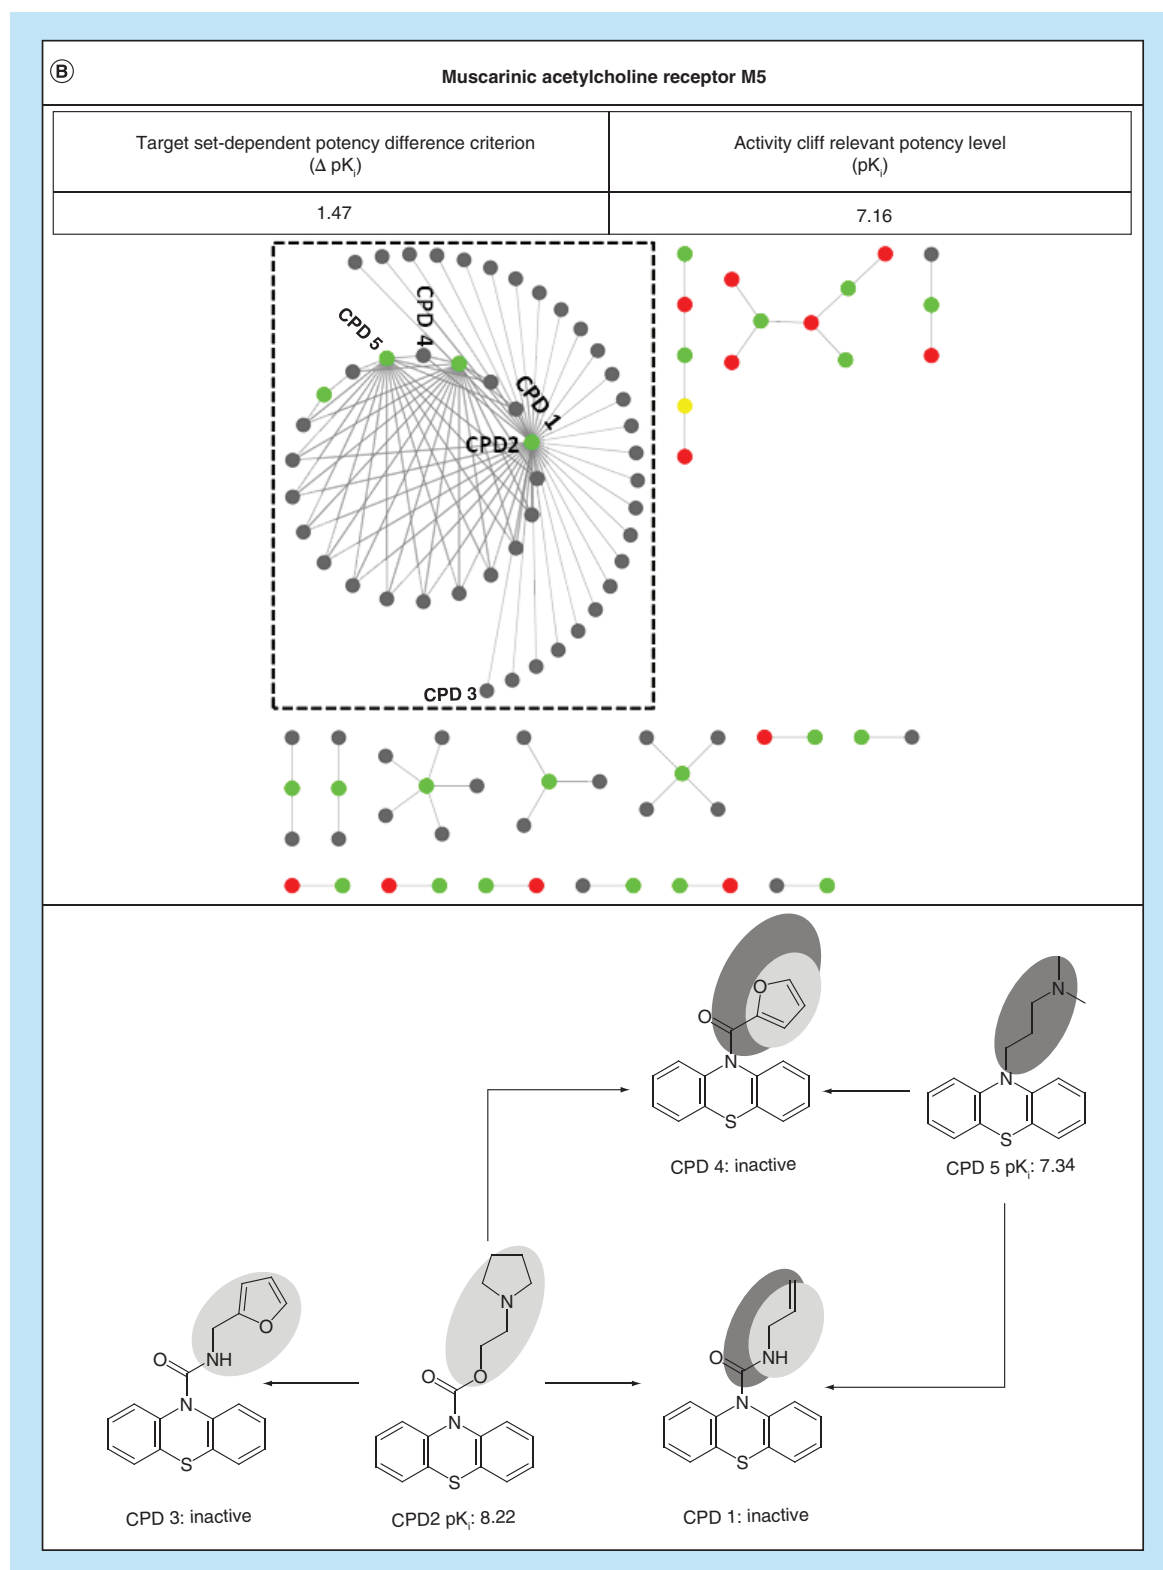 B
Muscarinic acetylcholine receptor M5
Target set-dependent potency difference criterion
(Δ pKi)
Activity cliff relevant potency level
(pKi)
1.47
7.16
CPD 4
CPD 5
CPD 1
CPD2
CPD 3
O
O
N
S
CPD 4: inactive
N
N
S
CPD 5 pKi: 7.34
O
O
NH
N
S
CPD 3: inactive
N
O
O
N
S
CPD2 pKi: 8.22
O
NH
N
S
CPD 1: inactive